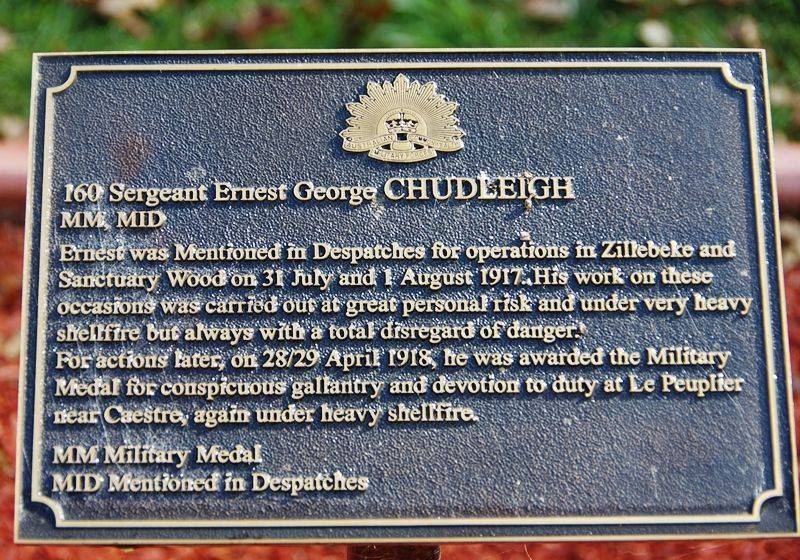 AUSTRALIAN COMMONWEALTH
MILITARY FORCES
160 Sergeant Ernest George CHUDLEIGH
MM, MID
Ernest was Mentioned in Despatches for operations in Zillebeke and
Sanctuary Wood on 31 July and 1 August 1917. His work on these
occasions was carried out at great personal risk and under very heavy
shellfire but always with a total disregard of danger.
For actions later, on 28/29 April 1918, he was awarded the Military
Medal for conspicuous gallantry and devotion to duty at Le Peuplier
near Caestre, again under heavy shellfire.
MM Military Medal
MID Mentioned in Despatches